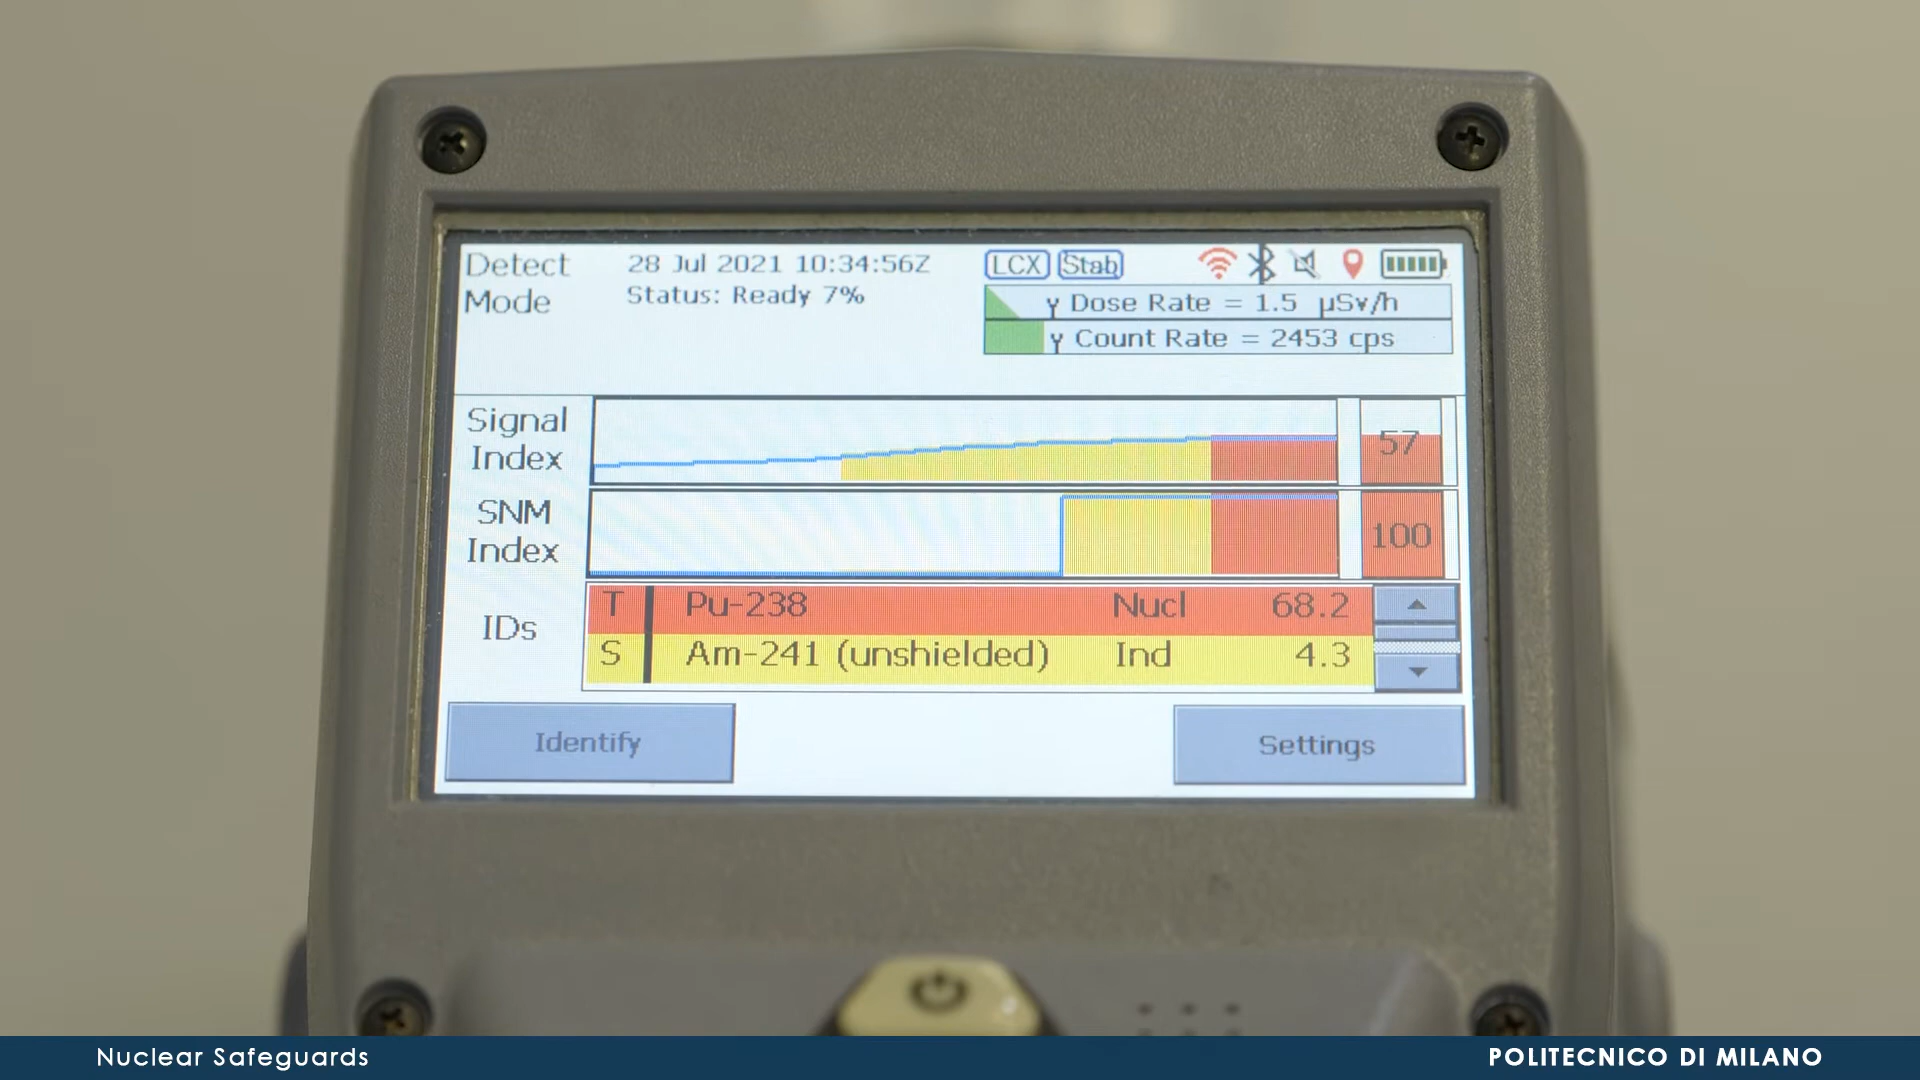 Detect Mode
28 Jul 2021 10:34:56Z
Status: Ready 7%
LCX Stab
γ Dose Rate = 1.5 µSv/h
γ Count Rate = 2453 cps
Signal Index
57
SNM Index
100
IDs
T Pu-238 Nucl 68.2
S Am-241 (unshielded) Ind 4.3
Identify
Settings
Nuclear Safeguards
POLITECNICO DI MILANO